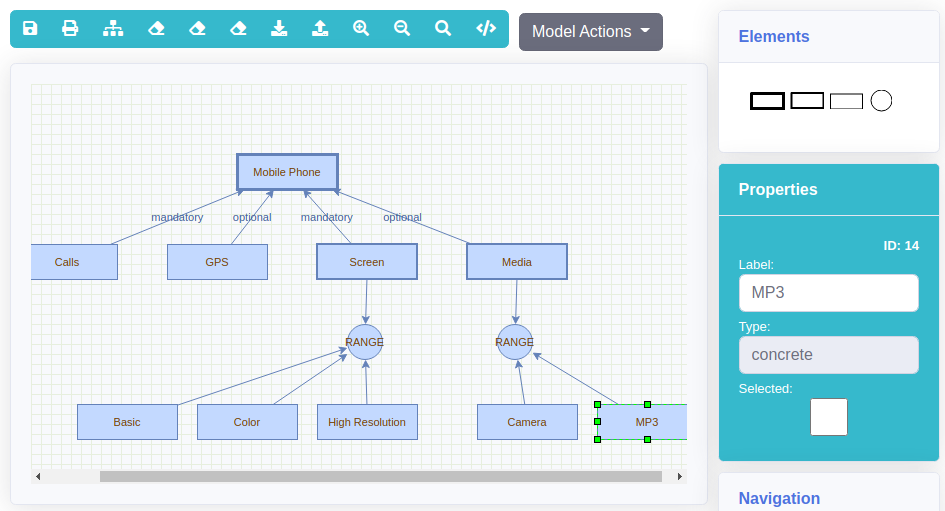 Model Actions
Elements
Mobile Phone
mandatory optional mandatory optional
Calls GPS Screen Media
RANGE RANGE
Basic Color High Resolution Camera MP3
Properties
ID: 14
Label:
MP3
Type:
concrete
Selected:
Navigation